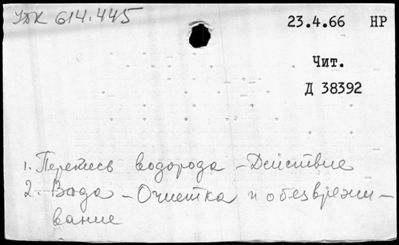 УДК 614.445
23.4.66 НР
Чит.
Д 38392
1. Перекись водорода – Действие
2. Вода – Очистка и обезврежи-
вание